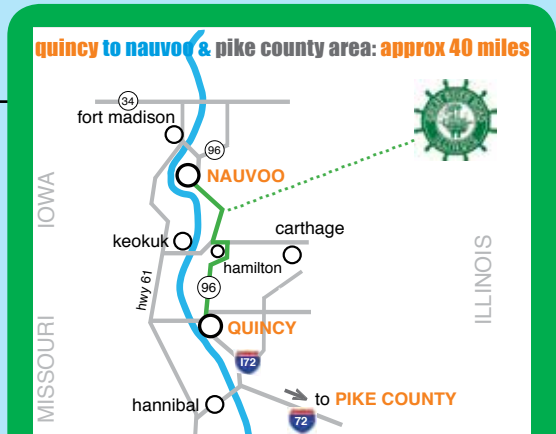 quincy to nauvoo & pike county area: approx 40 miles
34
fort madison
96
NAUVOO
IOWA
carthage
keokuk
hamilton
ILLINOIS
hwy 61
96
QUINCY
MISSOURI
I72
to PIKE COUNTY
hannibal
72